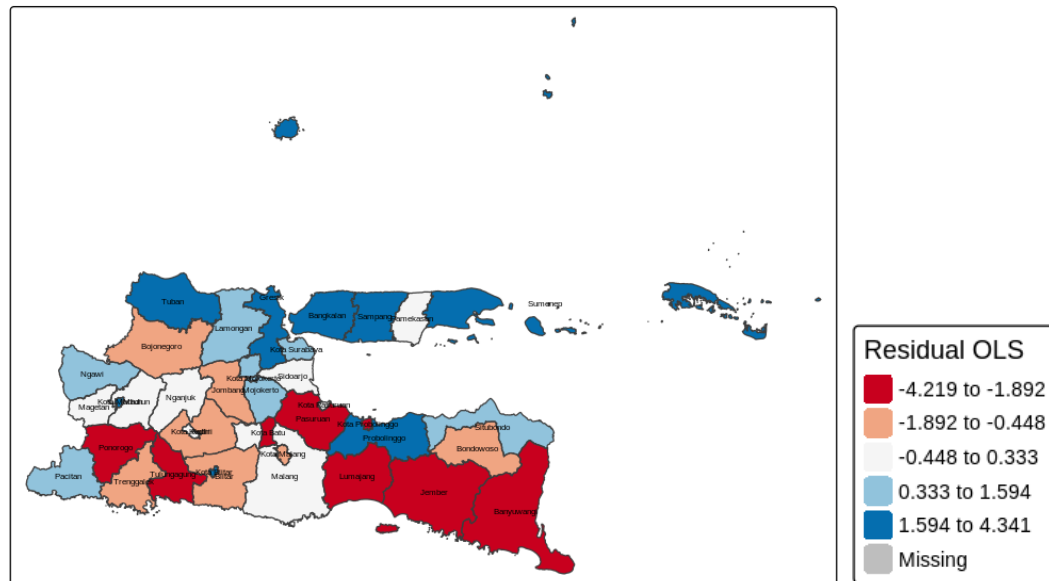 Tuban
Gresik
Bangkalan
Sampang
Pamekasan
Sumenep
Lamongan
Bojonegoro
Kota Surabaya
Ngawi
Kota Mojokerto
Sidoarjo
Jombang
Mojokerto
Nganjuk
Magetan
Pasuruan
Kota Probolinggo
Probolinggo
Situbondo
Bondowoso
Kota Batu
Ponorogo
Kota Malang
Malang
Pacitan
Trenggalek
Tulungagung
Kota Blitar
Blitar
Lumajang
Jember
Banyuwangi
Residual OLS
-4.219 to -1.892
-1.892 to -0.448
-0.448 to 0.333
0.333 to 1.594
1.594 to 4.341
Missing